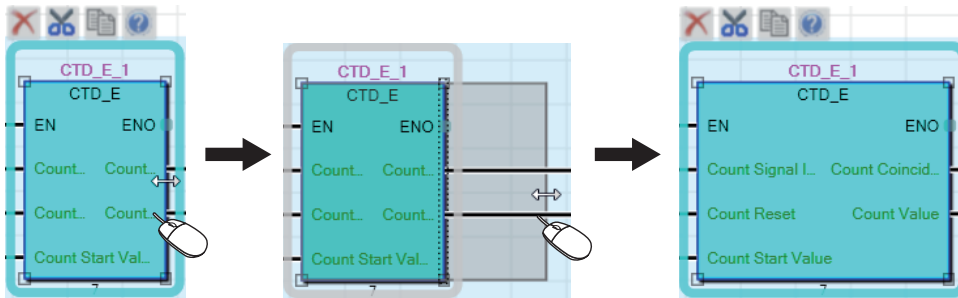 CTD_E_1
CTD_E
EN ENO
Count... Count...
Count... Count...
Count Start Val...
7
CTD_E_1
CTD_E
EN ENO
Count... Count...
Count... Count...
Count Start Val...
7
CTD_E_1
CTD_E
EN ENO
Count Signal I... Count Coincid...
Count Reset Count Value
Count Start Value
7